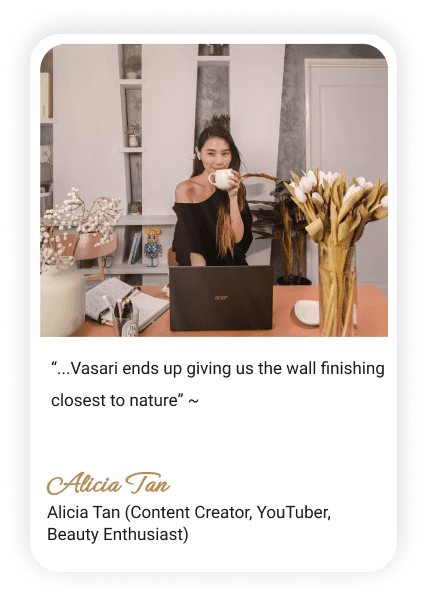 acer
“...Vasari ends up giving us the wall finishing
closest to nature” ~
Alicia Tan
Alicia Tan (Content Creator, YouTuber,
Beauty Enthusiast)